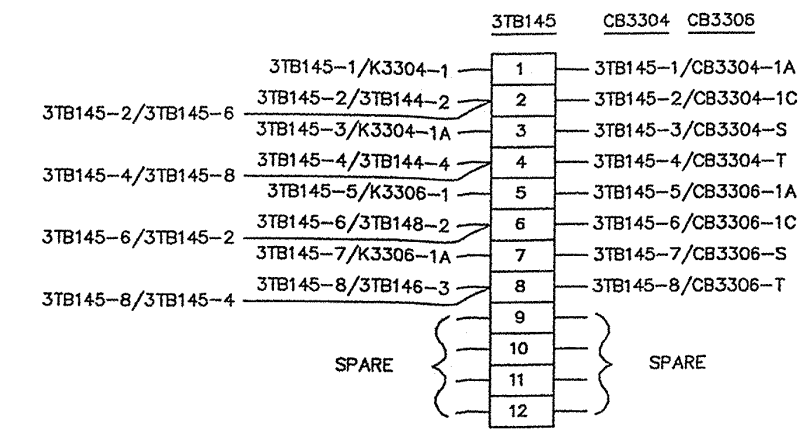 3TB145 CB3304 CB3306
3TB145-1/K3304-1 1 3TB145-1/CB3304-1A
3TB145-2/3TB144-2 2 3TB145-2/CB3304-1C
3TB145-2/3TB145-6
3TB145-3/K3304-1A 3 3TB145-3/CB3304-S
3TB145-4/3TB144-4 4 3TB145-4/CB3304-T
3TB145-4/3TB145-8
3TB145-5/K3306-1 5 3TB145-5/CB3306-1A
3TB145-6/3TB148-2 6 3TB145-6/CB3306-1C
3TB145-6/3TB145-2
3TB145-7/K3306-1A 7 3TB145-7/CB3306-S
3TB145-8/3TB146-3 8 3TB145-8/CB3306-T
3TB145-8/3TB145-4
9
10
SPARE SPARE
11
12